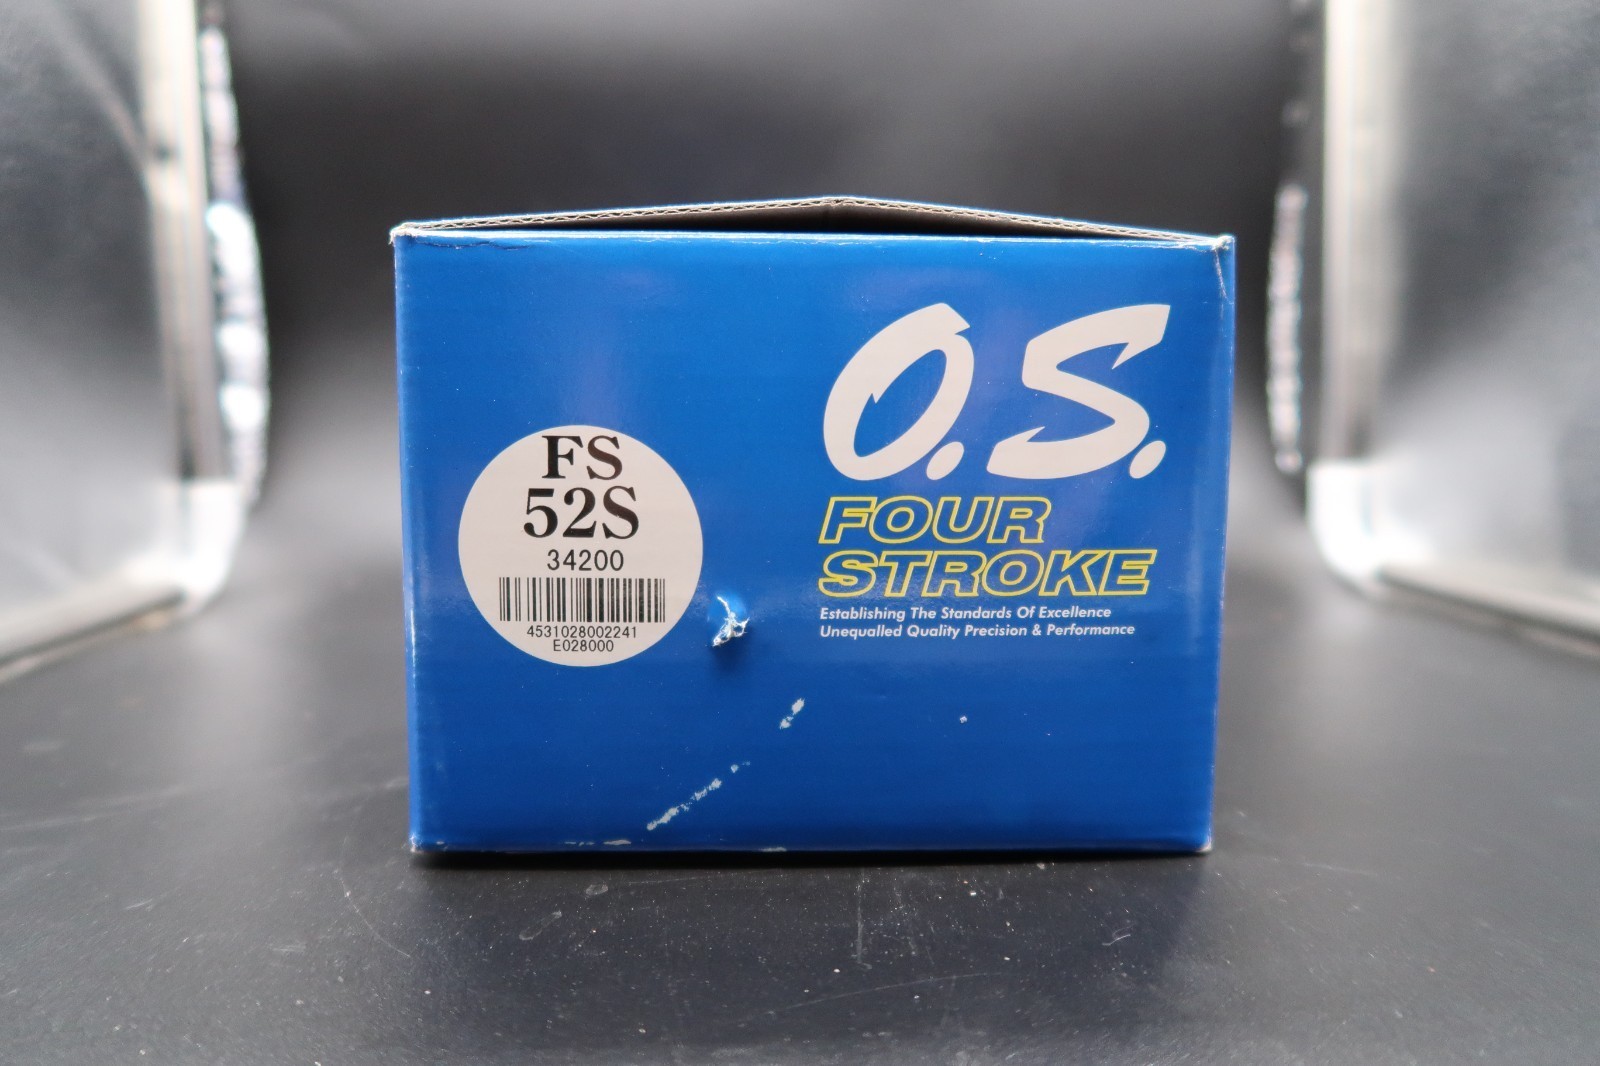 FS
52S
34200
4531028002241
E028000
O.S.
FOUR
STROKE
Establishing The Standards Of Excellence
Unequalled Quality Precision & Performance